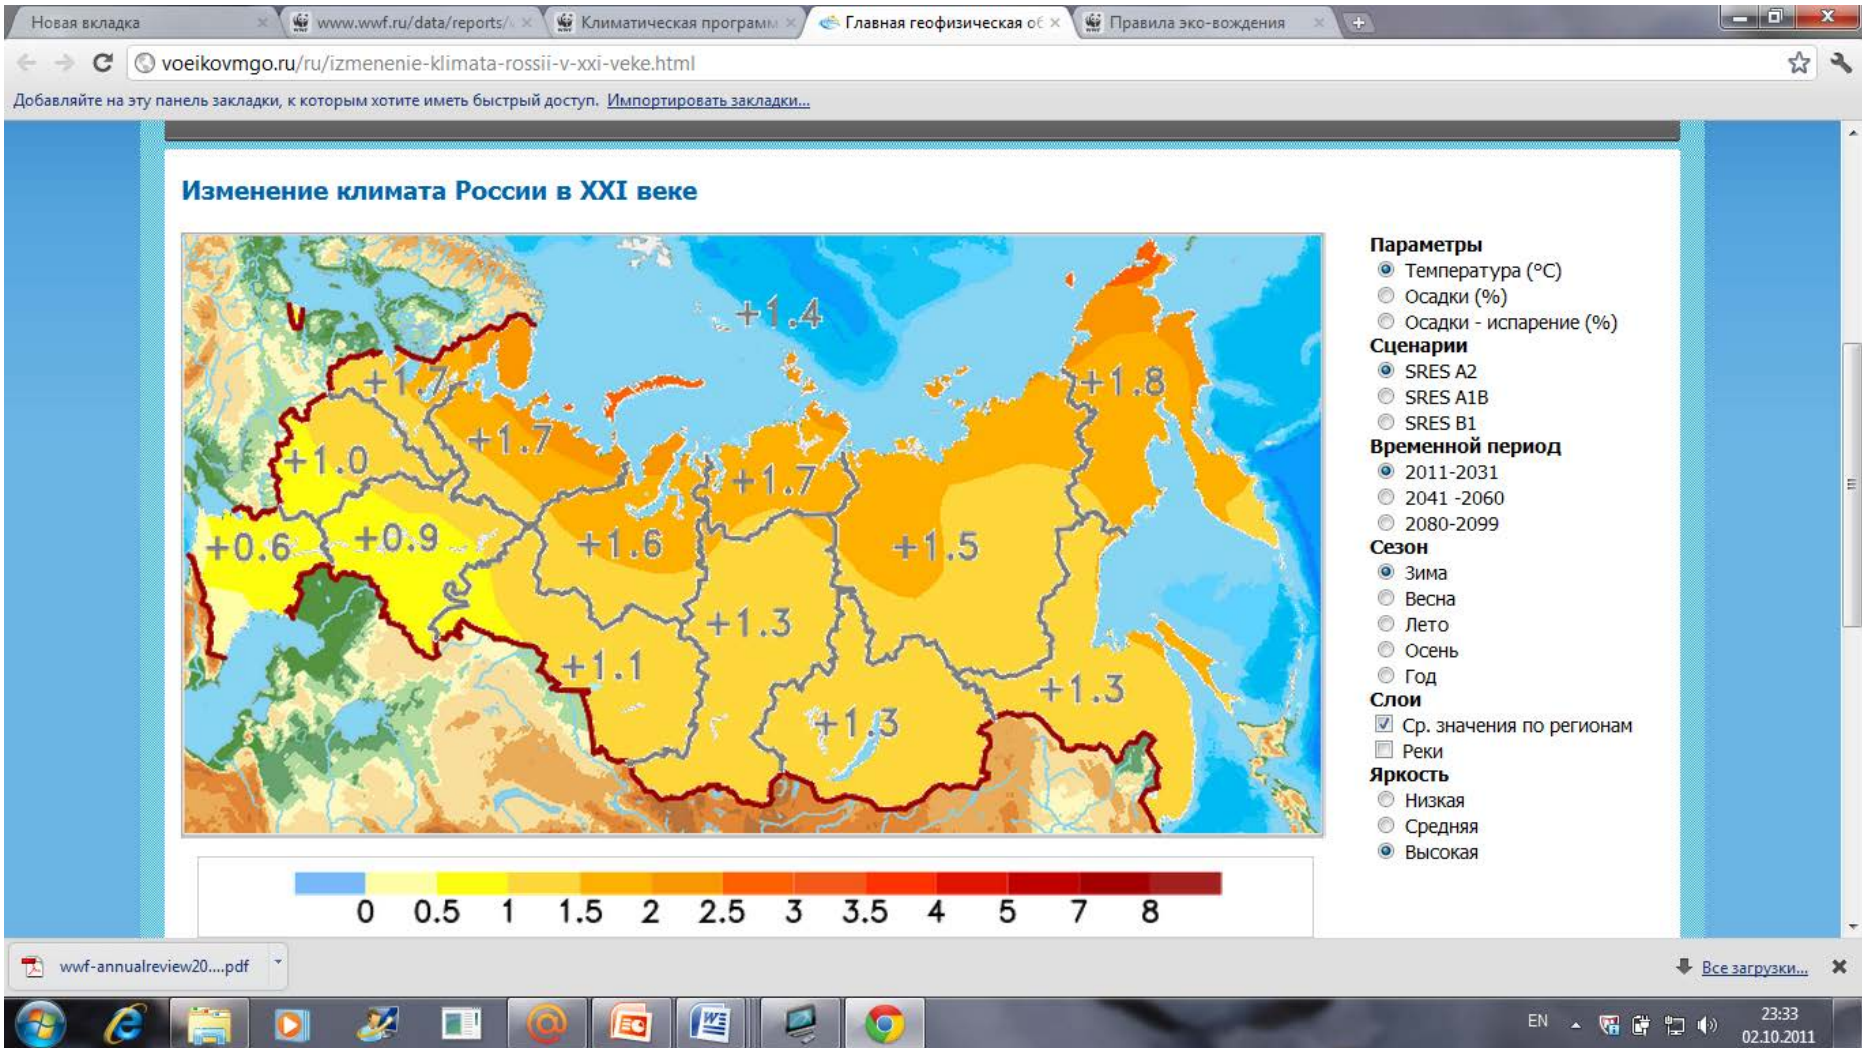 Новая вкладка
www.wwf.ru/data/reports/
Климатическая програм
Главная геофизическая об
Правила эко-вождения
voeikovmgo.ru/ru/izmenenie-klimata-rossii-v-xxi-veke.html
Добавляйте на эту панель закладки, к которым хотите иметь быстрый доступ. Импортировать закладки...
Изменение климата России в XXI веке
+1.4
+1.7
+1.8
+1.7
+1.0
+1.7
+0.6
+0.9
+1.6
+1.5
+1.3
+1.1
+1.3
+1.3
0 0.5 1 1.5 2 2.5 3 3.5 4 5 7 8
Параметры
Температура (°C)
Осадки (%)
Осадки - испарение (%)
Сценарии
SRES A2
SRES A1B
SRES B1
Временной период
2011-2031
2041 -2060
2080-2099
Сезон
Зима
Весна
Лето
Осень
Год
Слои
Ср. значения по регионам
Реки
Яркость
Низкая
Средняя
Высокая
wwf-annualreview20....pdf
Все загрузки...
EN
23:33
02.10.2011